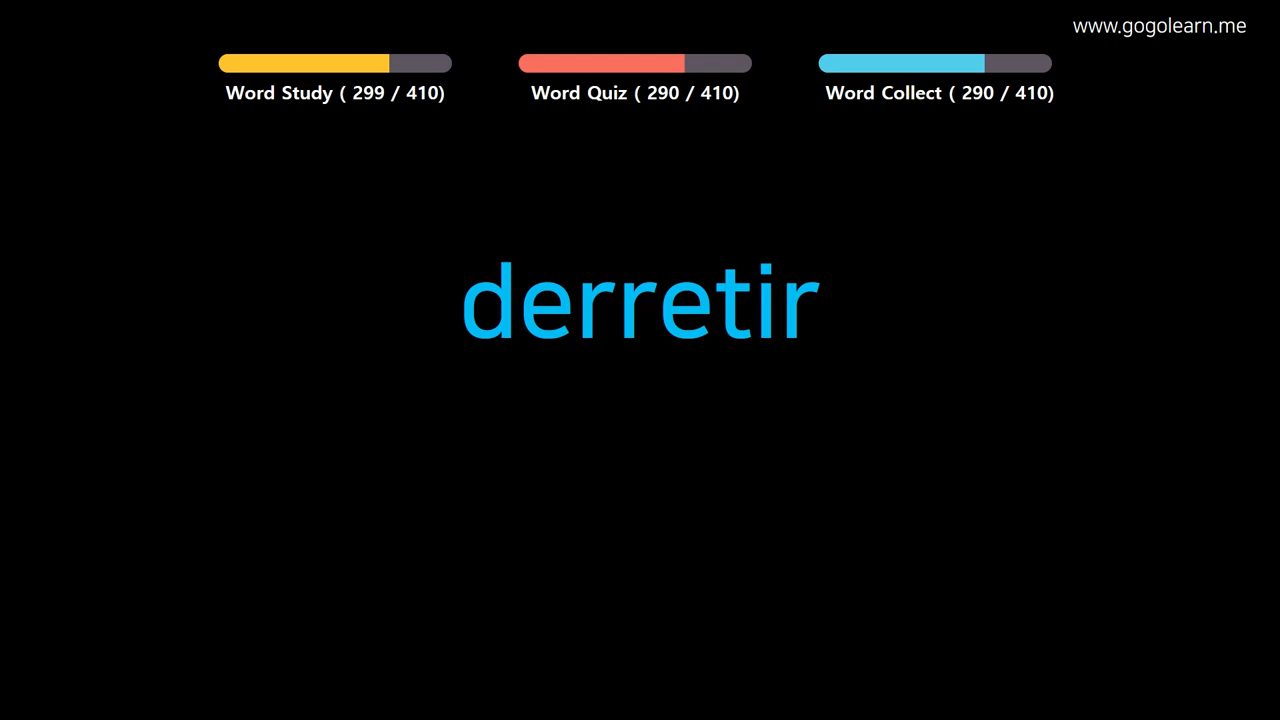 www.gogolearn.me
Word Study ( 299 / 410)
Word Quiz ( 290 / 410)
Word Collect ( 290 / 410)
derretir